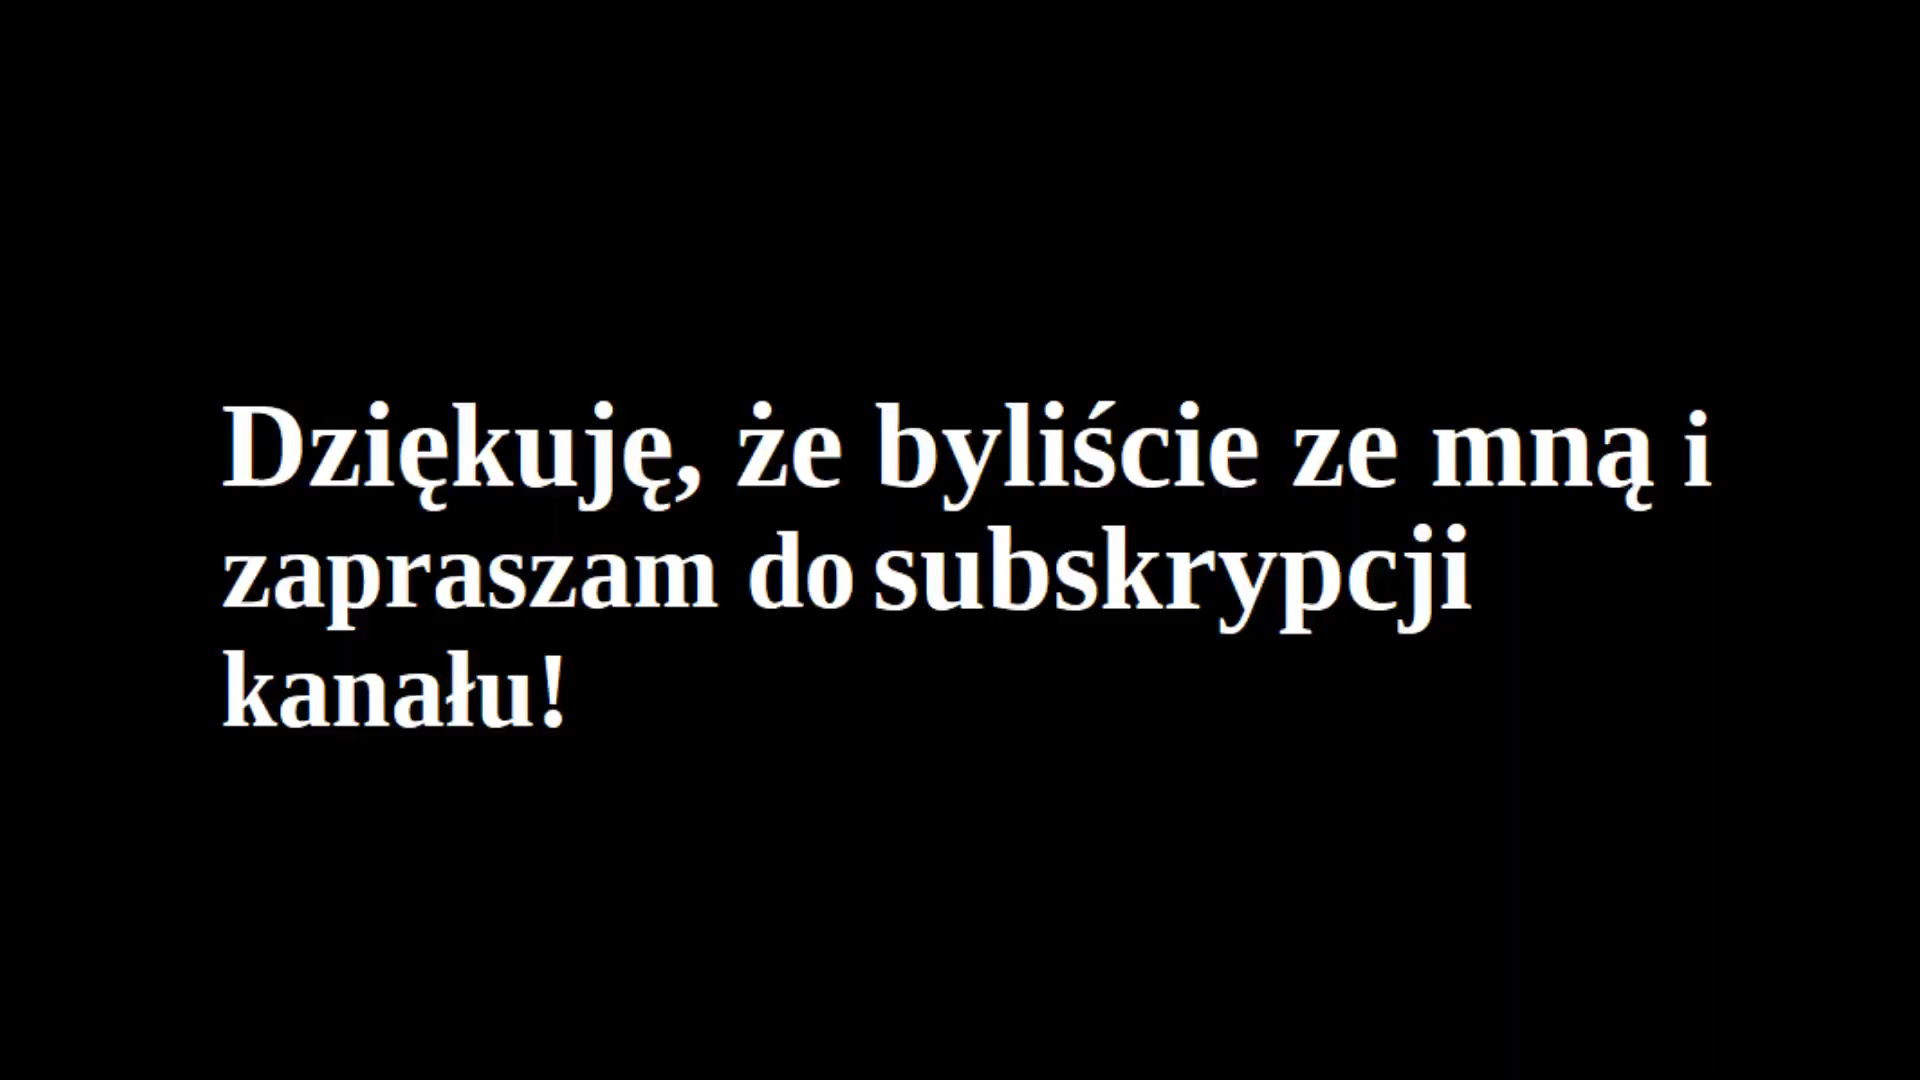 Dziękuję, że byliście ze mną i
zapraszam do subskrypcji
kanału!